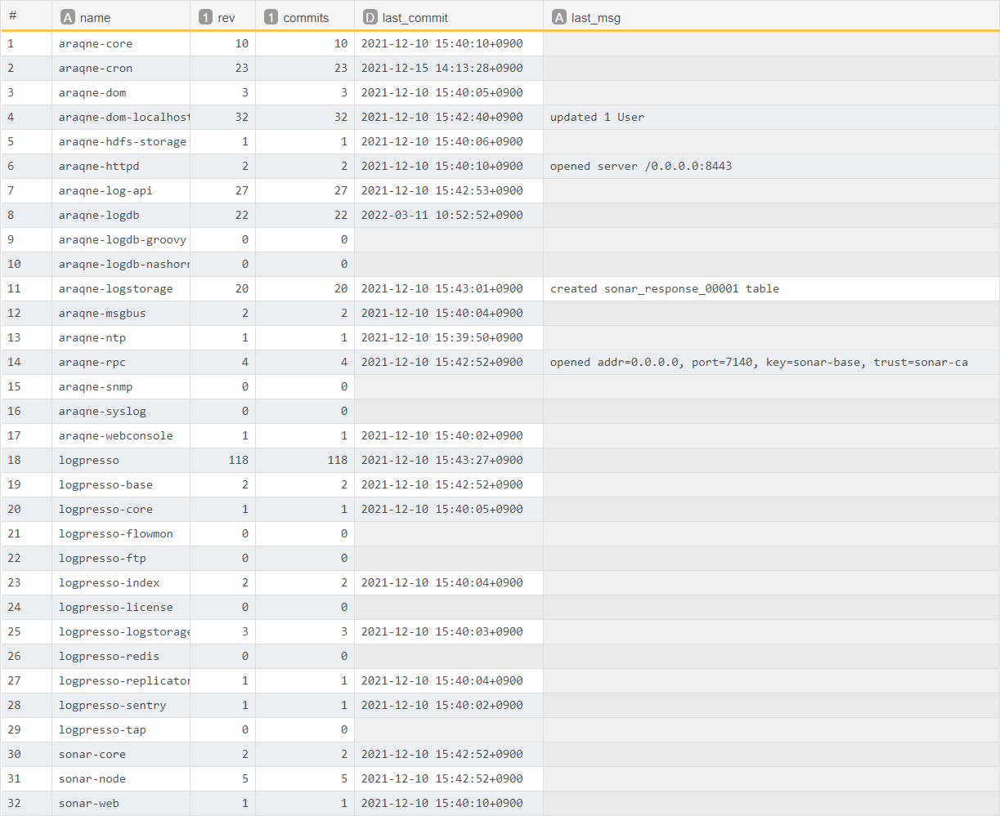 # A name 1 rev 1 commits D last_commit A last_msg
1 araqne-core 10 10 2021-12-10 15:40:10+0900
2 araqne-cron 23 23 2021-12-15 14:13:28+0900
3 araqne-dom 3 3 2021-12-10 15:40:05+0900
4 araqne-dom-localhost 32 32 2021-12-10 15:42:40+0900 updated 1 User
5 araqne-hdfs-storage 1 1 2021-12-10 15:40:06+0900
6 araqne-httpd 2 2 2021-12-10 15:40:10+0900 opened server /0.0.0.0:8443
7 araqne-log-api 27 27 2021-12-10 15:42:53+0900
8 araqne-logdb 22 22 2022-03-11 10:52:52+0900
9 araqne-logdb-groovy 0 0
10 araqne-logdb-nashorn 0 0
11 araqne-logstorage 20 20 2021-12-10 15:43:01+0900 created sonar_response_00001 table
12 araqne-msgbus 2 2 2021-12-10 15:40:04+0900
13 araqne-ntp 1 1 2021-12-10 15:39:50+0900
14 araqne-rpc 4 4 2021-12-10 15:42:52+0900 opened addr=0.0.0.0, port=7140, key=sonar-base, trust=sonar-ca
15 araqne-snmp 0 0
16 araqne-syslog 0 0
17 araqne-webconsole 1 1 2021-12-10 15:40:02+0900
18 logpresso 118 118 2021-12-10 15:43:27+0900
19 logpresso-base 2 2 2021-12-10 15:42:52+0900
20 logpresso-core 1 1 2021-12-10 15:40:05+0900
21 logpresso-flowmon 0 0
22 logpresso-ftp 0 0
23 logpresso-index 2 2 2021-12-10 15:40:04+0900
24 logpresso-license 0 0
25 logpresso-logstorage 3 3 2021-12-10 15:40:03+0900
26 logpresso-redis 0 0
27 logpresso-replicator 1 1 2021-12-10 15:40:04+0900
28 logpresso-sentry 1 1 2021-12-10 15:40:02+0900
29 logpresso-tap 0 0
30 sonar-core 2 2 2021-12-10 15:42:52+0900
31 sonar-node 5 5 2021-12-10 15:42:52+0900
32 sonar-web 1 1 2021-12-10 15:40:10+0900